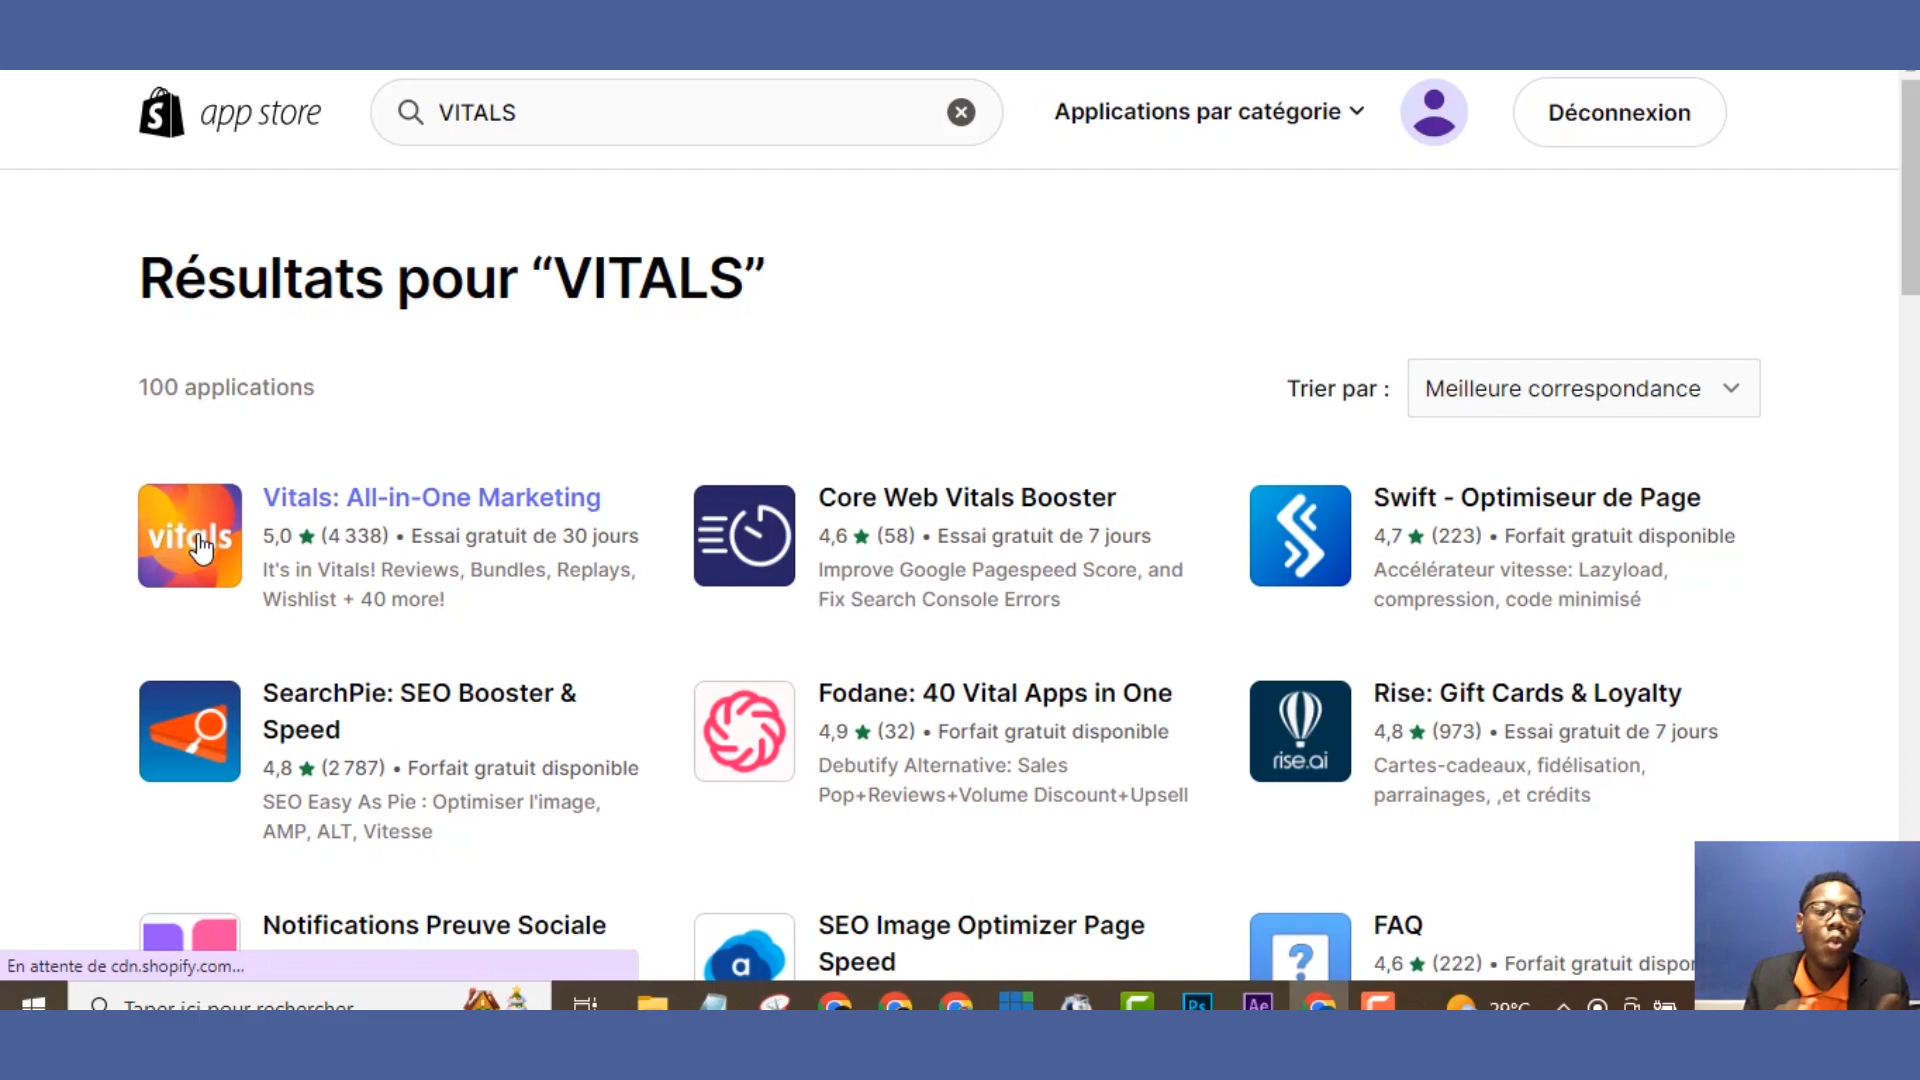 app store
VITALS
Applications par catégorie
Déconnexion
Résultats pour “VITALS”
100 applications
Trier par :
Meilleure correspondance
vitals
Vitals: All-in-One Marketing
5,0 ★ (4 338) • Essai gratuit de 30 jours
It's in Vitals! Reviews, Bundles, Replays,
Wishlist + 40 more!
Core Web Vitals Booster
4,6 ★ (58) • Essai gratuit de 7 jours
Improve Google Pagespeed Score, and
Fix Search Console Errors
Swift - Optimiseur de Page
4,7 ★ (223) • Forfait gratuit disponible
Accélérateur vitesse: Lazyload,
compression, code minimisé
SearchPie: SEO Booster &
Speed
4,8 ★ (2 787) • Forfait gratuit disponible
SEO Easy As Pie : Optimiser l'image,
AMP, ALT, Vitesse
Fodane: 40 Vital Apps in One
4,9 ★ (32) • Forfait gratuit disponible
Debutify Alternative: Sales
Pop+Reviews+Volume Discount+Upsell
rise.ai
Rise: Gift Cards & Loyalty
4,8 ★ (973) • Essai gratuit de 7 jours
Cartes-cadeaux, fidélisation,
parrainages, ,et crédits
Notifications Preuve Sociale
a
SEO Image Optimizer Page
Speed
?
FAQ
4,6 ★ (222) • Forfait gratuit dispor
En attente de cdn.shopify.com...
Taper ici pour rechercher
Ps
Ae
29°C